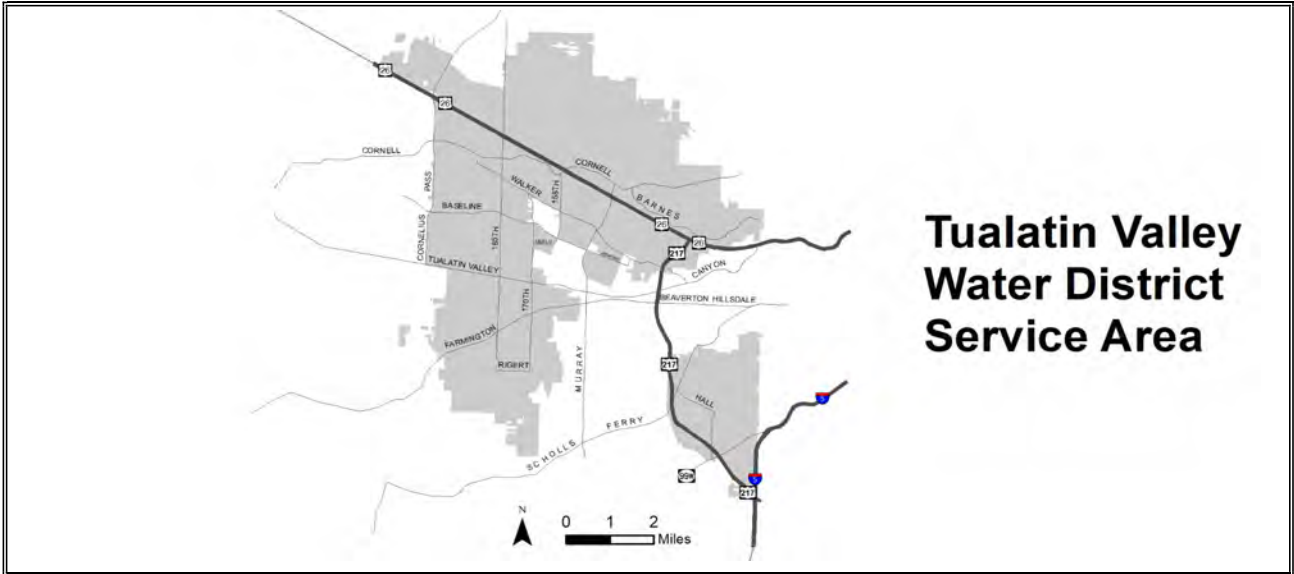 26
26
CORNELL
CORNELL
PASS
WALKER
158TH
BARNES
BASELINE
26
26
217
CORNELIUS
185TH
CANYON
TUALATIN VALLEY
BEAVERTON HILLSDALE
170TH
FARMINGTON
RIGERT
MURRAY
217
HALL
5
SCHOLLS FERRY
99W
5
217
N
0 1 2
Miles
Tualatin Valley
Water District
Service Area